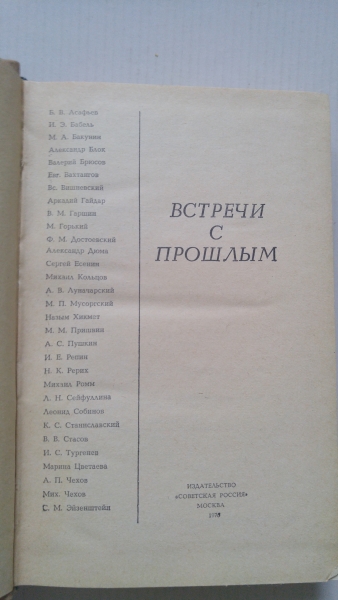 Б. В. Асафьев
И. Э. Бабель
М. А. Бакунин
Александр Блок
Валерий Брюсов
Евг. Вахтангов
Вс. Вишневский
Аркадий Гайдар
В. М. Гаршин
М. Горький
Ф. М. Достоевский
Александр Дюма
Сергей Есенин
Михаил Кольцов
А. В. Луначарский
М. П. Мусоргский
Назым Хикмет
М. М. Пришвин
А. С. Пушкин
И. Е. Репин
Н. К. Рерих
Михаил Ромм
Л. Н. Сейфуллина
Леонид Собинов
К. С. Станиславский
В. В. Стасов
И. С. Тургенев
Марина Цветаева
А. П. Чехов
Мих. Чехов
С. М. Эйзенштейн
ВСТРЕЧИ
С
ПРОШЛЫМ
ИЗДАТЕЛЬСТВО
«СОВЕТСКАЯ РОССИЯ»
МОСКВА